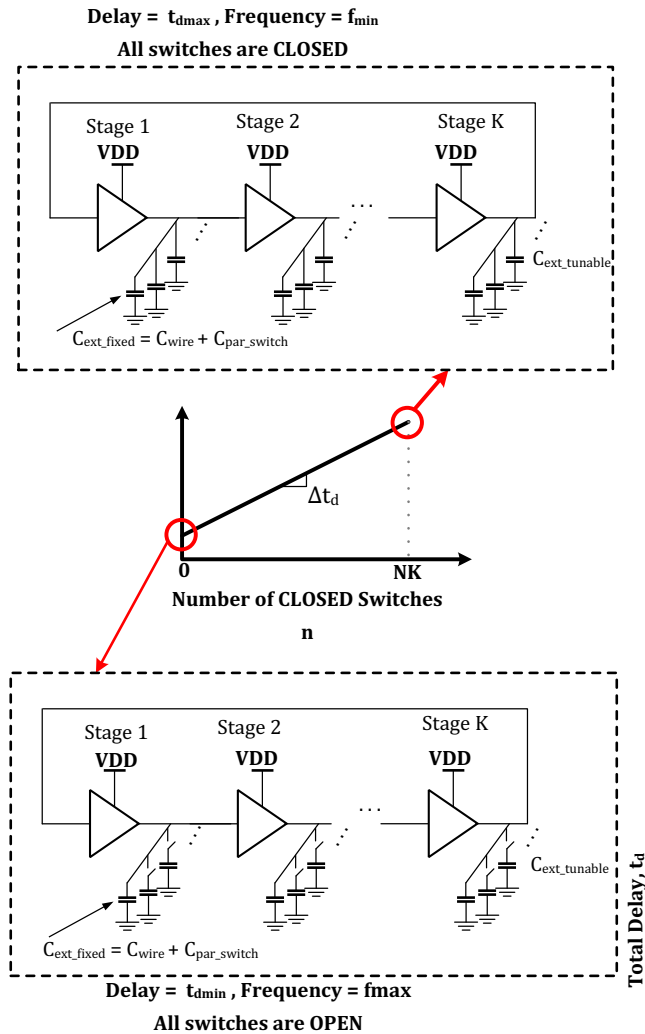 Delay = tdmax , Frequency = fmin
All switches are CLOSED
Stage 1 Stage 2 Stage K
VDD VDD VDD
Cext_tunable
Cext_fixed = Cwire + Cpar_switch
Δtd
0 NK
Number of CLOSED Switches
n
Stage 1 Stage 2 Stage K
VDD VDD VDD
Cext_tunable
Cext_fixed = Cwire + Cpar_switch
Total Delay, td
Delay = tdmin , Frequency = fmax
All switches are OPEN